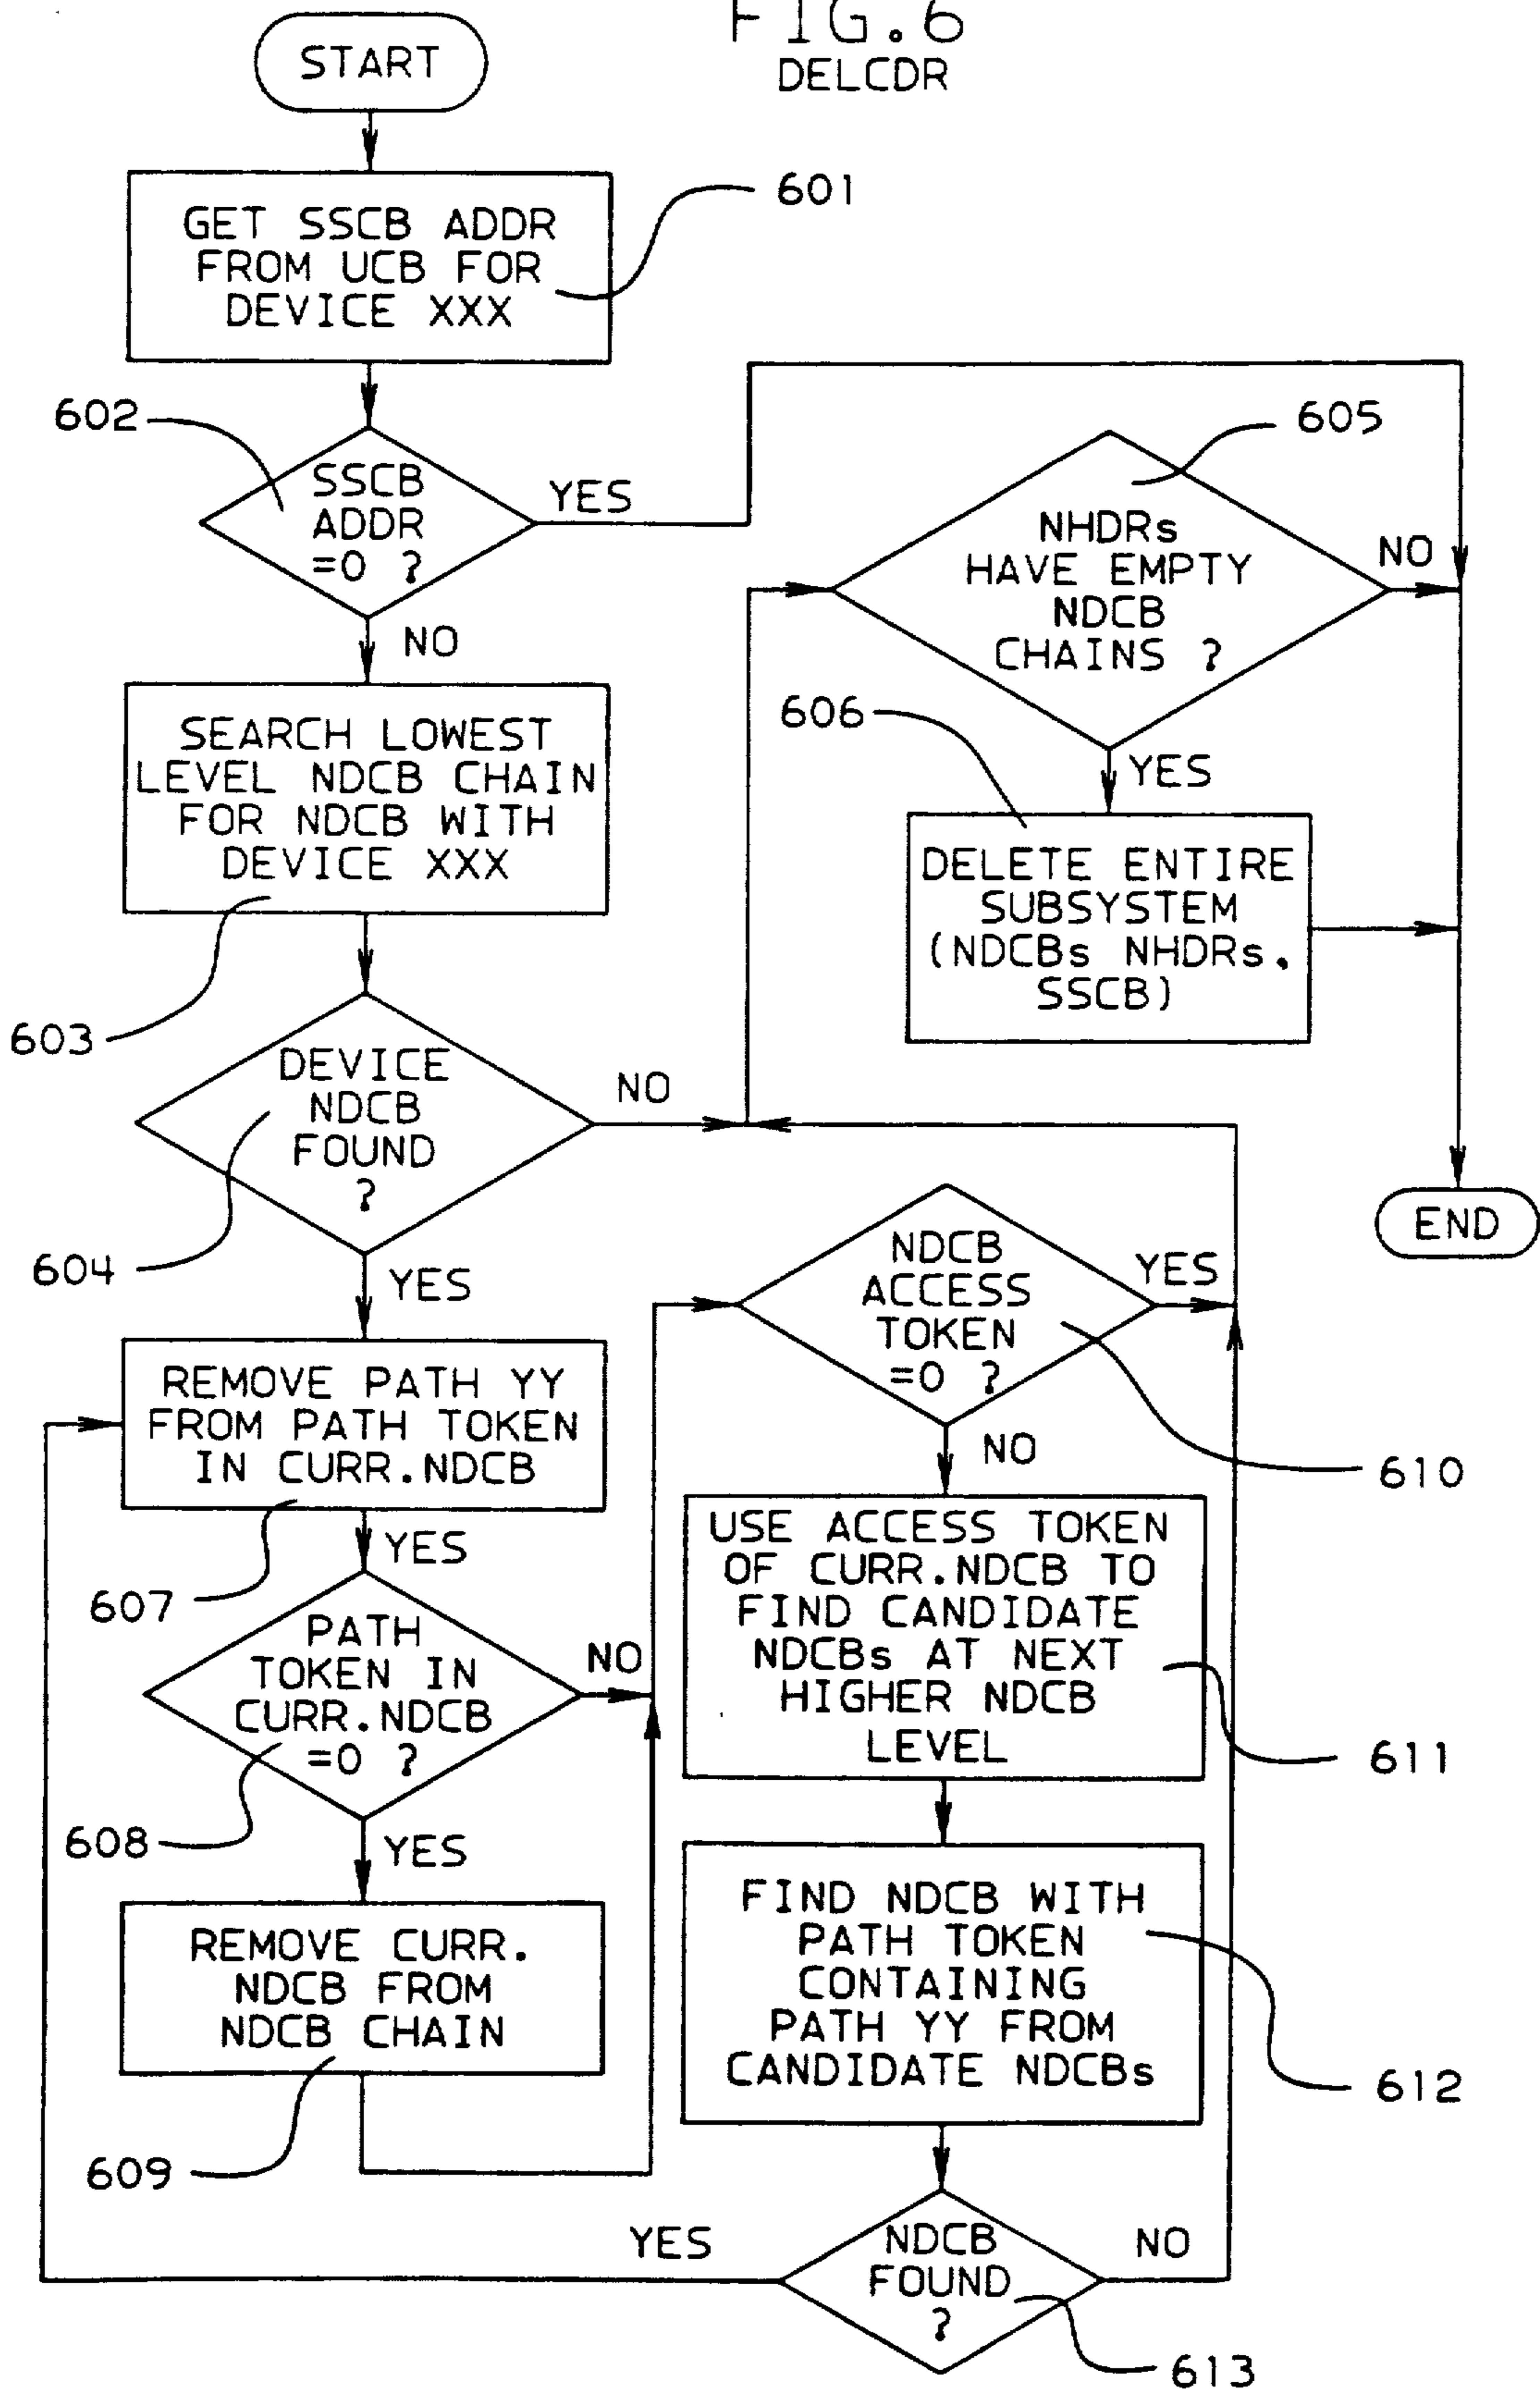 FIG.6
DELCDR
START
GET SSCB ADDR
FROM UCB FOR
DEVICE XXX
601
602
SSCB
ADDR
=0 ?
YES
NO
605
NHDRs
HAVE EMPTY
NDCB
CHAINS ?
NO
YES
606
DELETE ENTIRE
SUBSYSTEM
(NDCBs NHDRs.
SSCB)
SEARCH LOWEST
LEVEL NDCB CHAIN
FOR NDCB WITH
DEVICE XXX
603
DEVICE
NDCB
FOUND
?
NO
604
YES
END
REMOVE PATH YY
FROM PATH TOKEN
IN CURR.NDCB
607
YES
PATH
TOKEN IN
CURR.NDCB
=0 ?
NO
608
YES
REMOVE CURR.
NDCB FROM
NDCB CHAIN
609
NDCB
ACCESS
TOKEN
=0 ?
YES
610
NO
USE ACCESS TOKEN
OF CURR.NDCB TO
FIND CANDIDATE
NDCBs AT NEXT
HIGHER NDCB
LEVEL
611
FIND NDCB WITH
PATH TOKEN
CONTAINING
PATH YY FROM
CANDIDATE NDCBs
612
YES
NDCB
FOUND
?
NO
613